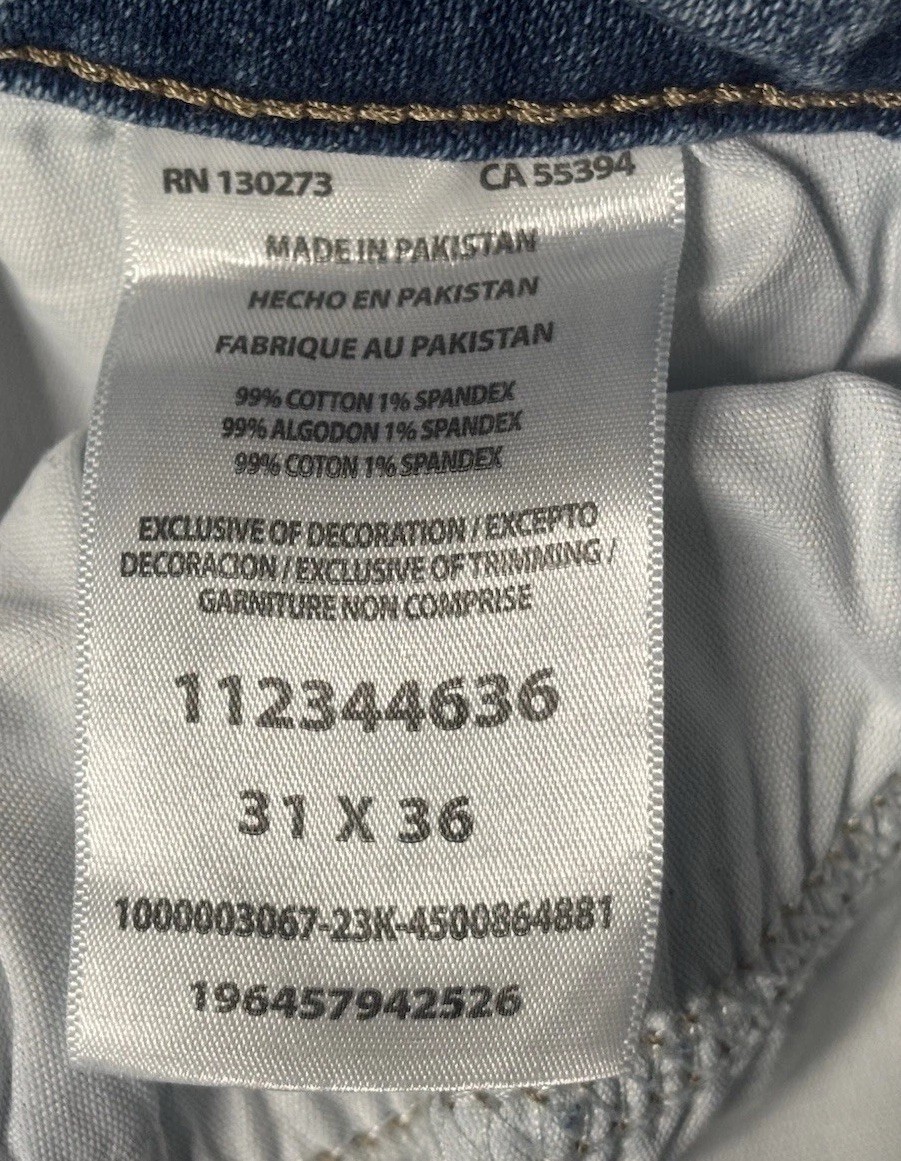 RN 130273 CA 55394
MADE IN PAKISTAN
HECHO EN PAKISTAN
FABRIQUE AU PAKISTAN
99% COTTON 1% SPANDEX
99% ALGODON 1% SPANDEX
99% COTON 1% SPANDEX
EXCLUSIVE OF DECORATION / EXCEPTO
DECORACION / EXCLUSIVE OF TRIMMING /
GARNITURE NON COMPRISE
112344636
31 X 36
1000003067-23K-4500864881
196457942526